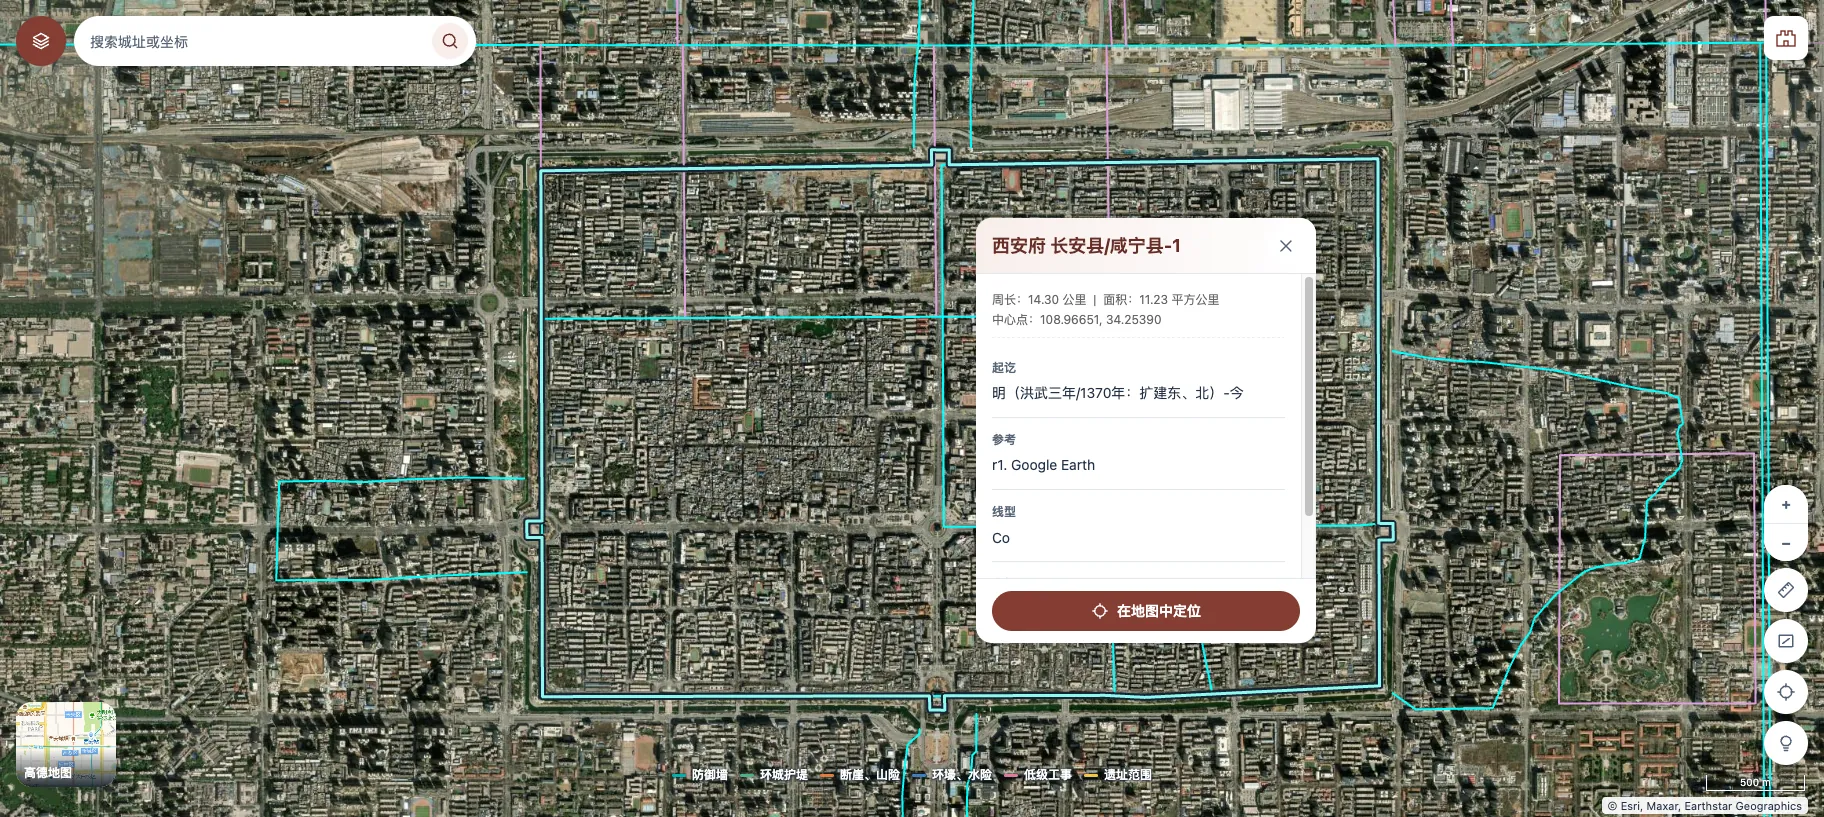 搜索城址或坐标
西安府 长安县/咸宁县-1
周长：14.30 公里 | 面积：11.23 平方公里
中心点：108.96651, 34.25390
起讫
明（洪武三年/1370年：扩建东、北）-今
参考
r1. Google Earth
线型
Co
在地图中定位
高德地图
防御墙 环城护堤 断崖、山险 环壕、水险 低级工事 遗址范围
500 m
© Esri, Maxar, Earthstar Geographics